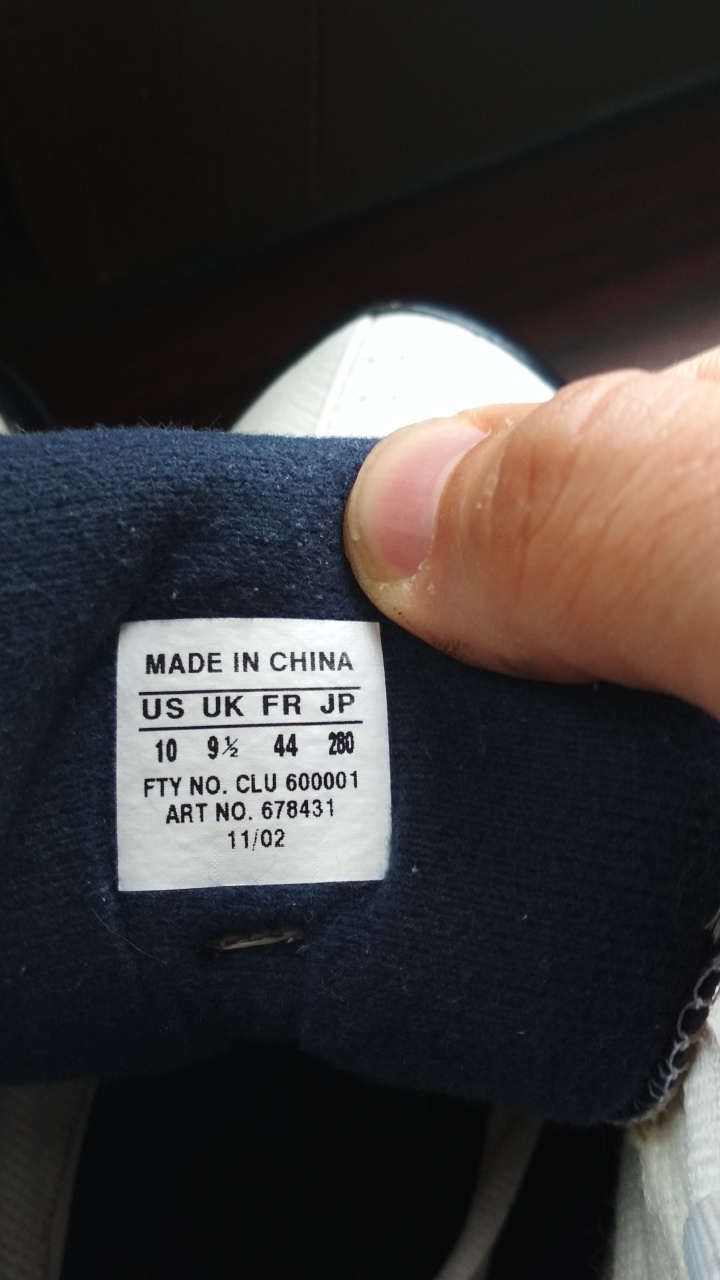 MADE IN CHINA
US UK FR JP
10 9½ 44 280
FTY NO. CLU 600001
ART NO. 678431
11/02